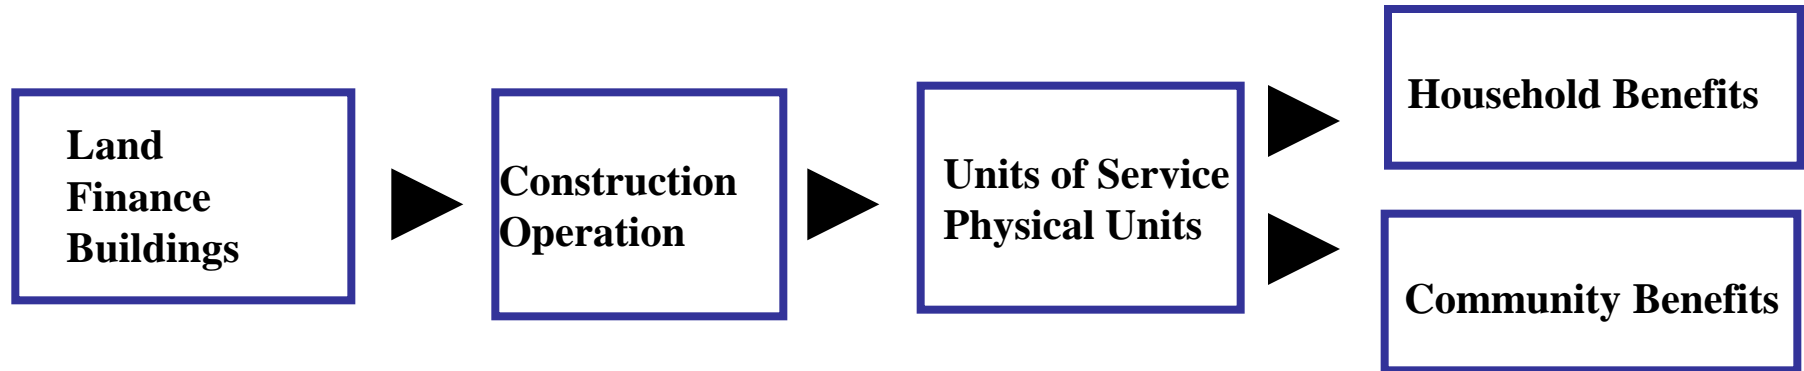 Land
Finance
Buildings
Construction
Operation
Units of Service
Physical Units
Household Benefits
Community Benefits